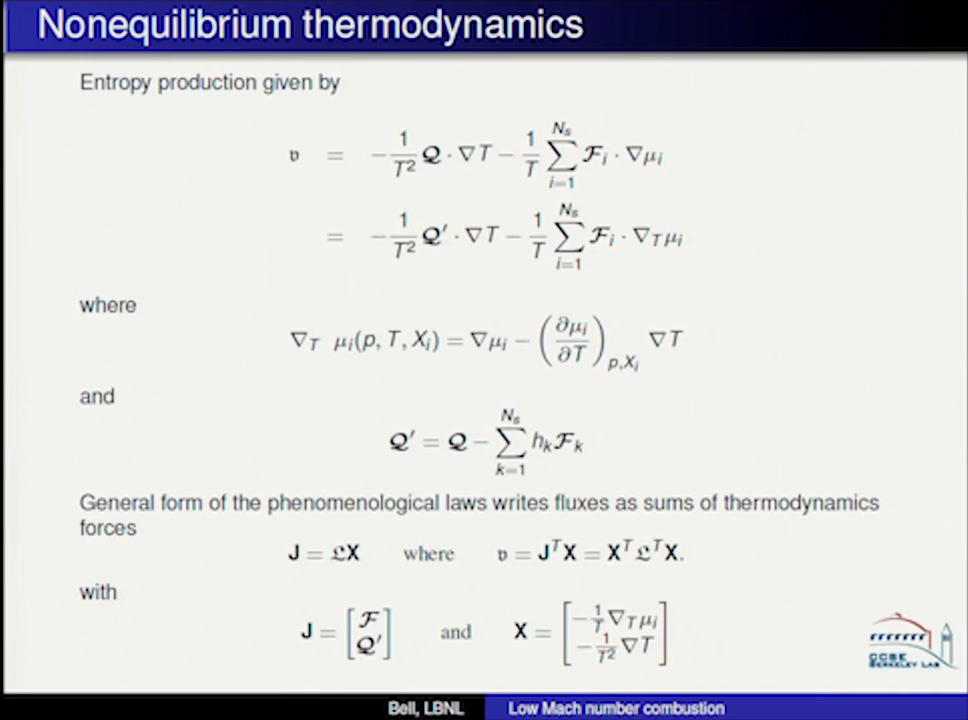 Nonequilibrium thermodynamics
Entropy production given by
𝔳 = −1/T² 𝓠 · ∇T − 1/T ∑_{i=1}^{N_s} 𝓕_i · ∇μ_i
= −1/T² 𝓠′ · ∇T − 1/T ∑_{i=1}^{N_s} 𝓕_i · ∇_T μ_i
where
∇_T μ_i(p, T, X_i) = ∇μ_i − (∂μ_i/∂T)_{p,X_i} ∇T
and
𝓠′ = 𝓠 − ∑_{k=1}^{N_s} h_k 𝓕_k
General form of the phenomenological laws writes fluxes as sums of thermodynamics
forces
J = 𝔏X where 𝔳 = J^T X = X^T 𝔏^T X.
with
J = [𝓕 𝓠′] and X = [−1/T ∇_T μ_i −1/T² ∇T]
CCSE
BERKELEY LAB
Bell, LBNL Low Mach number combustion